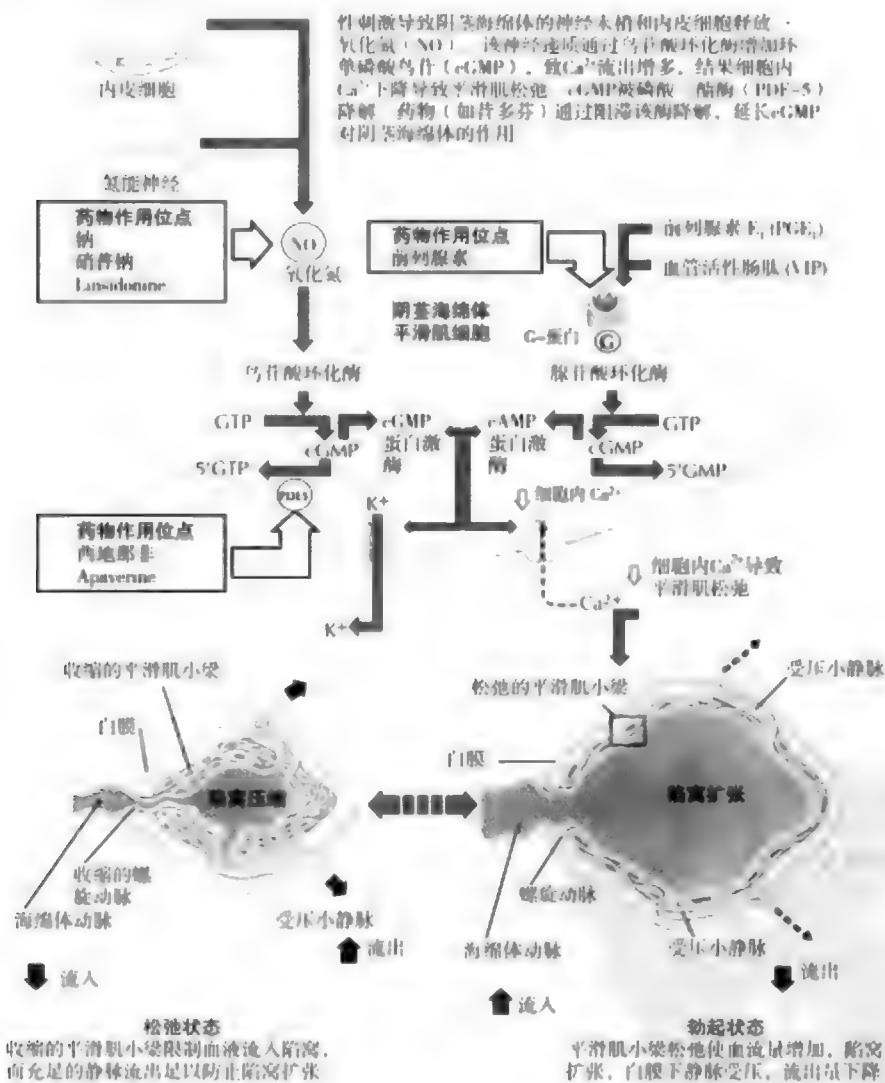 性刺激导致阴茎海绵体的神经末梢和内皮细胞释放一
氧化氮（NO） 该神经递质通过鸟苷酸环化酶增加环
单磷酸鸟苷（cGMP），致Ca²⁺流出增多，结果细胞内
Ca²⁺下降导致平滑肌松弛 cGMP被磷酸二酯酶（PDF-5）
降解 药物（如昔多芬）通过阻滞该酶降解，延长cGMP
对阴茎海绵体的作用
内皮细胞
氮能神经
药物作用位点
钠
硝普钠
Linsidomine
NO
一氧化氮
药物作用位点
前列腺素
前列腺素 E₁ (PGE₁)
血管活性肠肽 (VIP)
阴茎海绵体
平滑肌细胞
G-蛋白
G
鸟苷酸环化酶
腺苷酸环化酶
GTP
cGMP
5'GTP
cGMP
蛋白激
酶
cAMP
蛋白激
酶
GTP
cGMP
5'GMP
PDE5
药物作用位点
西地那非
Apaverine
K⁺
K⁺
细胞内 Ca²⁺
Ca²⁺
细胞内Ca²⁺导致
平滑肌松弛
收缩的平滑肌小梁
白膜
陷窝压缩
收缩的螺
旋动脉
海绵体动脉
受压小静脉
流出
流入
松弛的平滑肌小梁
受压小静脉
白膜
陷窝扩张
螺旋动脉
海绵体动脉
受压小静脉
流出
流入
松弛状态
收缩的平滑肌小梁限制血液流入陷窝，
而充足的静脉流出足以防止陷窝扩张
勃起状态
平滑肌小梁松弛使血流量增加，陷窝
扩张，白膜下静脉受压，流出量下降